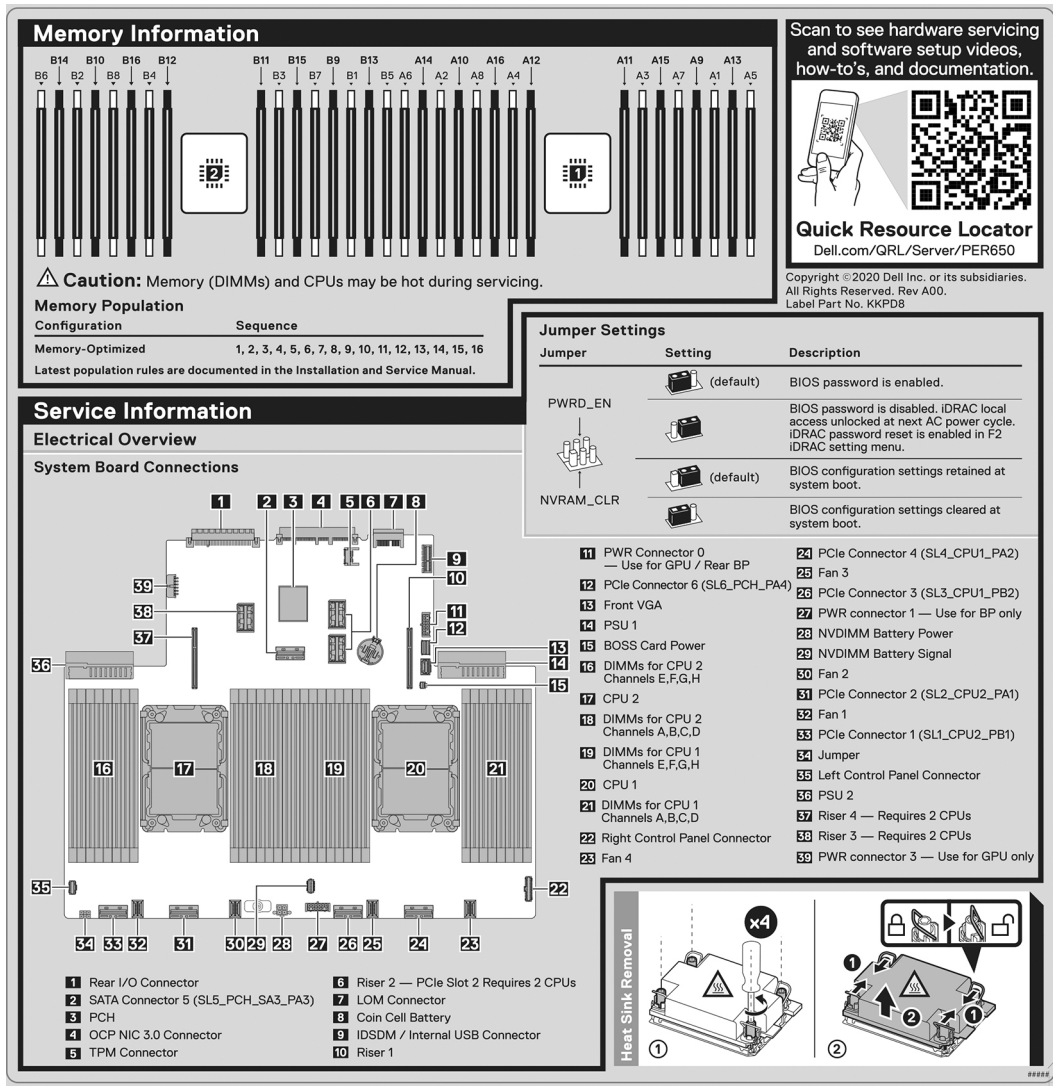 Memory Information
B14 B10 B16 B12
B6 B2 B8 B4
B11 B15 B9 B13 A14 A10 A16 A12
B3 B7 B1 B5 A6 A2 A8 A4
A11 A15 A9 A13
A3 A7 A1 A5
2
1
Caution: Memory (DIMMs) and CPUs may be hot during servicing.
Memory Population
Configuration Sequence
Memory-Optimized 1, 2, 3, 4, 5, 6, 7, 8, 9, 10, 11, 12, 13, 14, 15, 16
Latest population rules are documented in the Installation and Service Manual.
Scan to see hardware servicing
and software setup videos,
how-to's, and documentation.
Quick Resource Locator
Dell.com/QRL/Server/PER650
Copyright ©2020 Dell Inc. or its subsidiaries.
All Rights Reserved. Rev A00.
Label Part No. KKPD8
Jumper Settings
Jumper Setting Description
PWRD_EN
NVRAM_CLR
(default) BIOS password is enabled.
BIOS password is disabled. iDRAC local
access unlocked at next AC power cycle.
iDRAC password reset is enabled in F2
iDRAC setting menu.
(default) BIOS configuration settings retained at
system boot.
BIOS configuration settings cleared at
system boot.
Service Information
Electrical Overview
System Board Connections
1 2 3 4 5 6 7 8
9
10
39
38
11
12
37
13
36
14
15
16 17 18 19 20 21
35
22
34 33 32 31 30 29 28 27 26 25 24 23
1 Rear I/O Connector
2 SATA Connector 5 (SL5_PCH_SA3_PA3)
3 PCH
4 OCP NIC 3.0 Connector
5 TPM Connector
6 Riser 2 — PCIe Slot 2 Requires 2 CPUs
7 LOM Connector
8 Coin Cell Battery
9 IDSDM / Internal USB Connector
10 Riser 1
11 PWR Connector 0
— Use for GPU / Rear BP
12 PCIe Connector 6 (SL6_PCH_PA4)
13 Front VGA
14 PSU 1
15 BOSS Card Power
16 DIMMs for CPU 2
Channels E,F,G,H
17 CPU 2
18 DIMMs for CPU 2
Channels A,B,C,D
19 DIMMs for CPU 1
Channels E,F,G,H
20 CPU 1
21 DIMMs for CPU 1
Channels A,B,C,D
22 Right Control Panel Connector
23 Fan 4
24 PCIe Connector 4 (SL4_CPU1_PA2)
25 Fan 3
26 PCIe Connector 3 (SL3_CPU1_PB2)
27 PWR connector 1 — Use for BP only
28 NVDIMM Battery Power
29 NVDIMM Battery Signal
30 Fan 2
31 PCIe Connector 2 (SL2_CPU2_PA1)
32 Fan 1
33 PCIe Connector 1 (SL1_CPU2_PB1)
34 Jumper
35 Left Control Panel Connector
36 PSU 2
37 Riser 4 — Requires 2 CPUs
38 Riser 3 — Requires 2 CPUs
39 PWR connector 3 — Use for GPU only
Heat Sink Removal
x4
1
1
2
1
2
#####